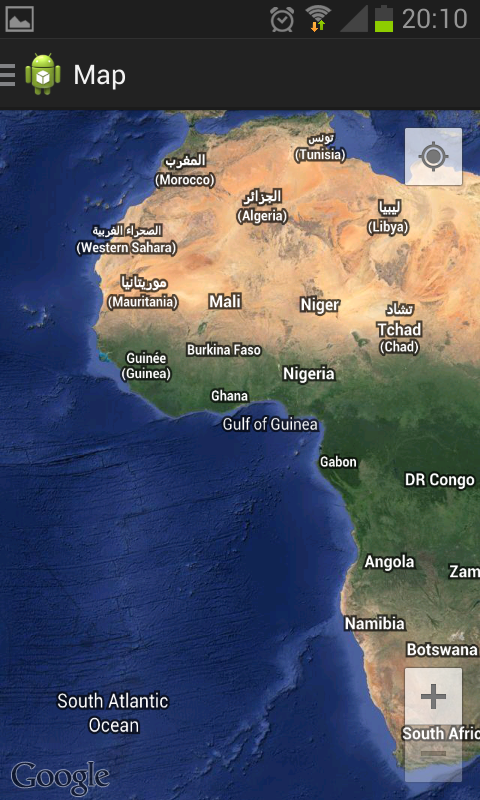 20:10
Map
تونس
(Tunisia)
المغرب
(Morocco)
الجزائر
(Algeria)
ليبيا
(Libya)
الصحراء الغربية
(Western Sahara)
موريتانيا
(Mauritania)
Mali
Niger
تشاد
Tchad
(Chad)
Burkina Faso
Guinée
(Guinea)
Nigeria
Ghana
Gulf of Guinea
Gabon
DR Congo
Angola
Zam
Namibia
Botswana
South Atlantic
Ocean
South Afric
Google